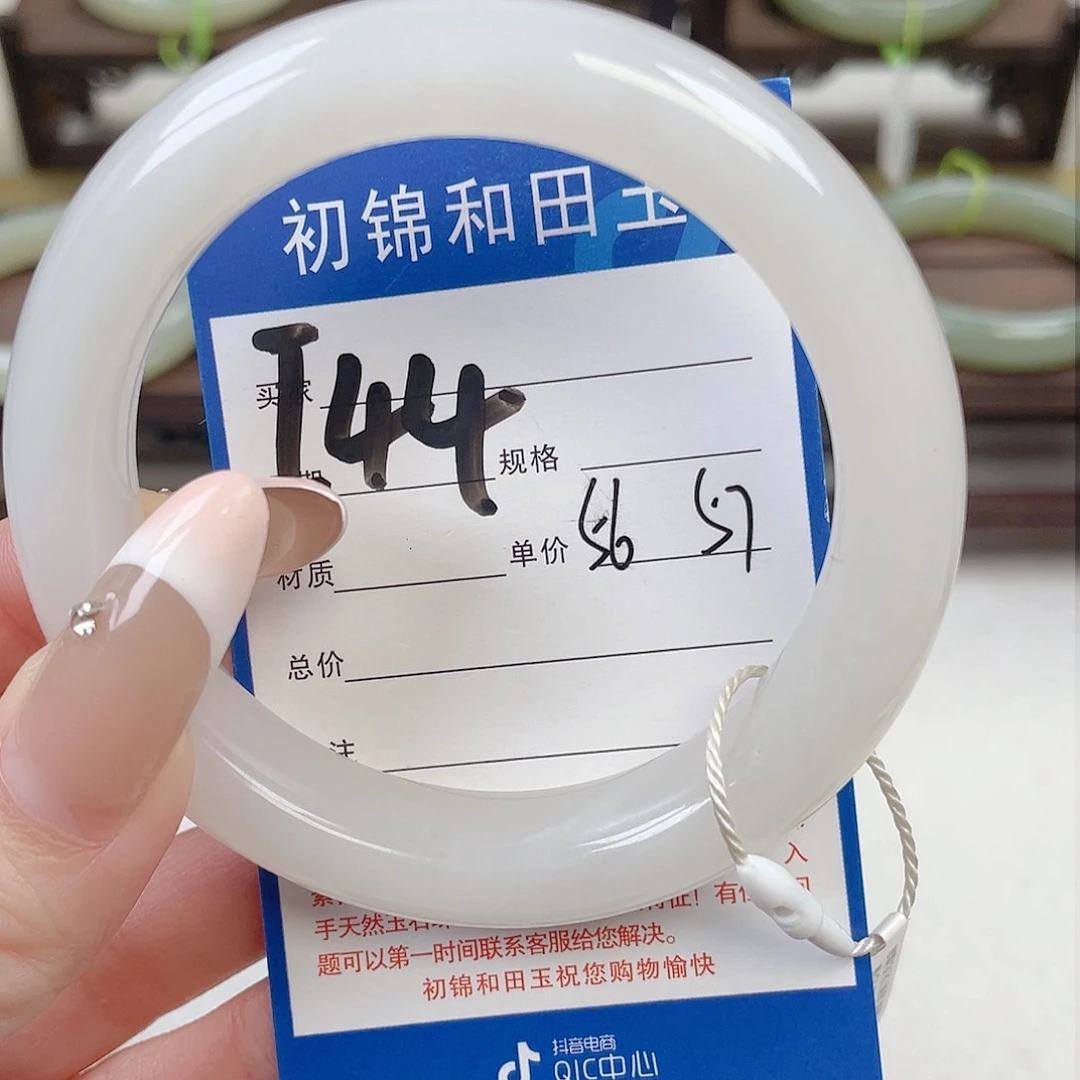 初锦和田玉
T44
买家
规格
56 57
材质
单价
总价
注
入
手天然玉石
题可以第一时间联系客服给您解决。
初锦和田玉祝您购物愉快
抖音电商
QIC中心